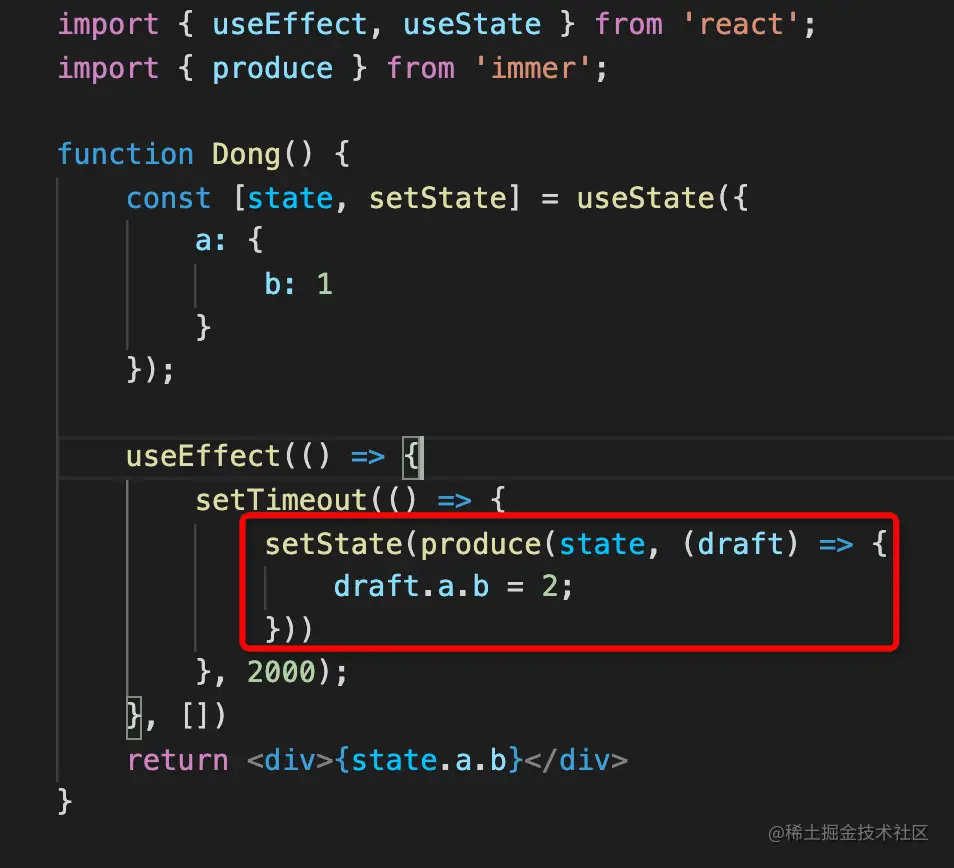 import { useEffect, useState } from 'react';
import { produce } from 'immer';
function Dong() {
const [state, setState] = useState({
a: {
b: 1
}
});
useEffect(() => {
setTimeout(() => {
setState(produce(state, (draft) => {
draft.a.b = 2;
}))
}, 2000);
}, [])
return <div>{state.a.b}</div>
}
@稀土掘金技术社区